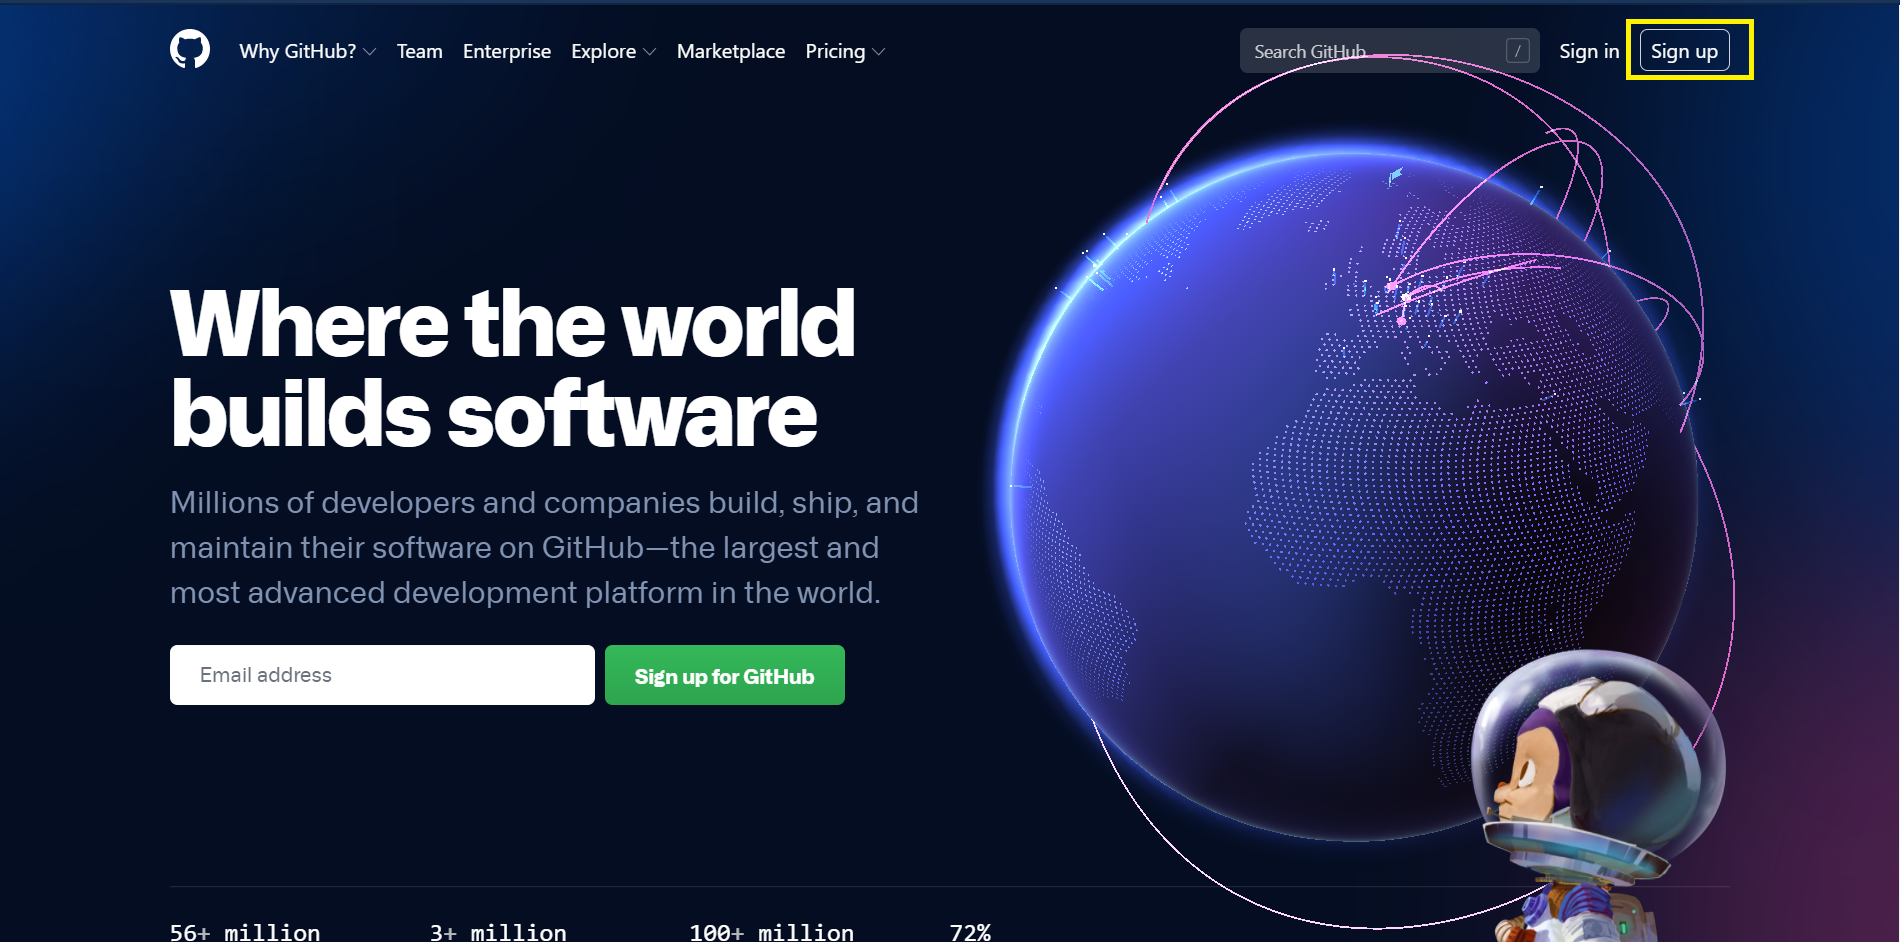 Why GitHub? Team Enterprise Explore Marketplace Pricing Search GitHub / Sign in Sign up
Where the world
builds software
Millions of developers and companies build, ship, and
maintain their software on GitHub—the largest and
most advanced development platform in the world.
Email address Sign up for GitHub
56+ million 3+ million 100+ million 72%